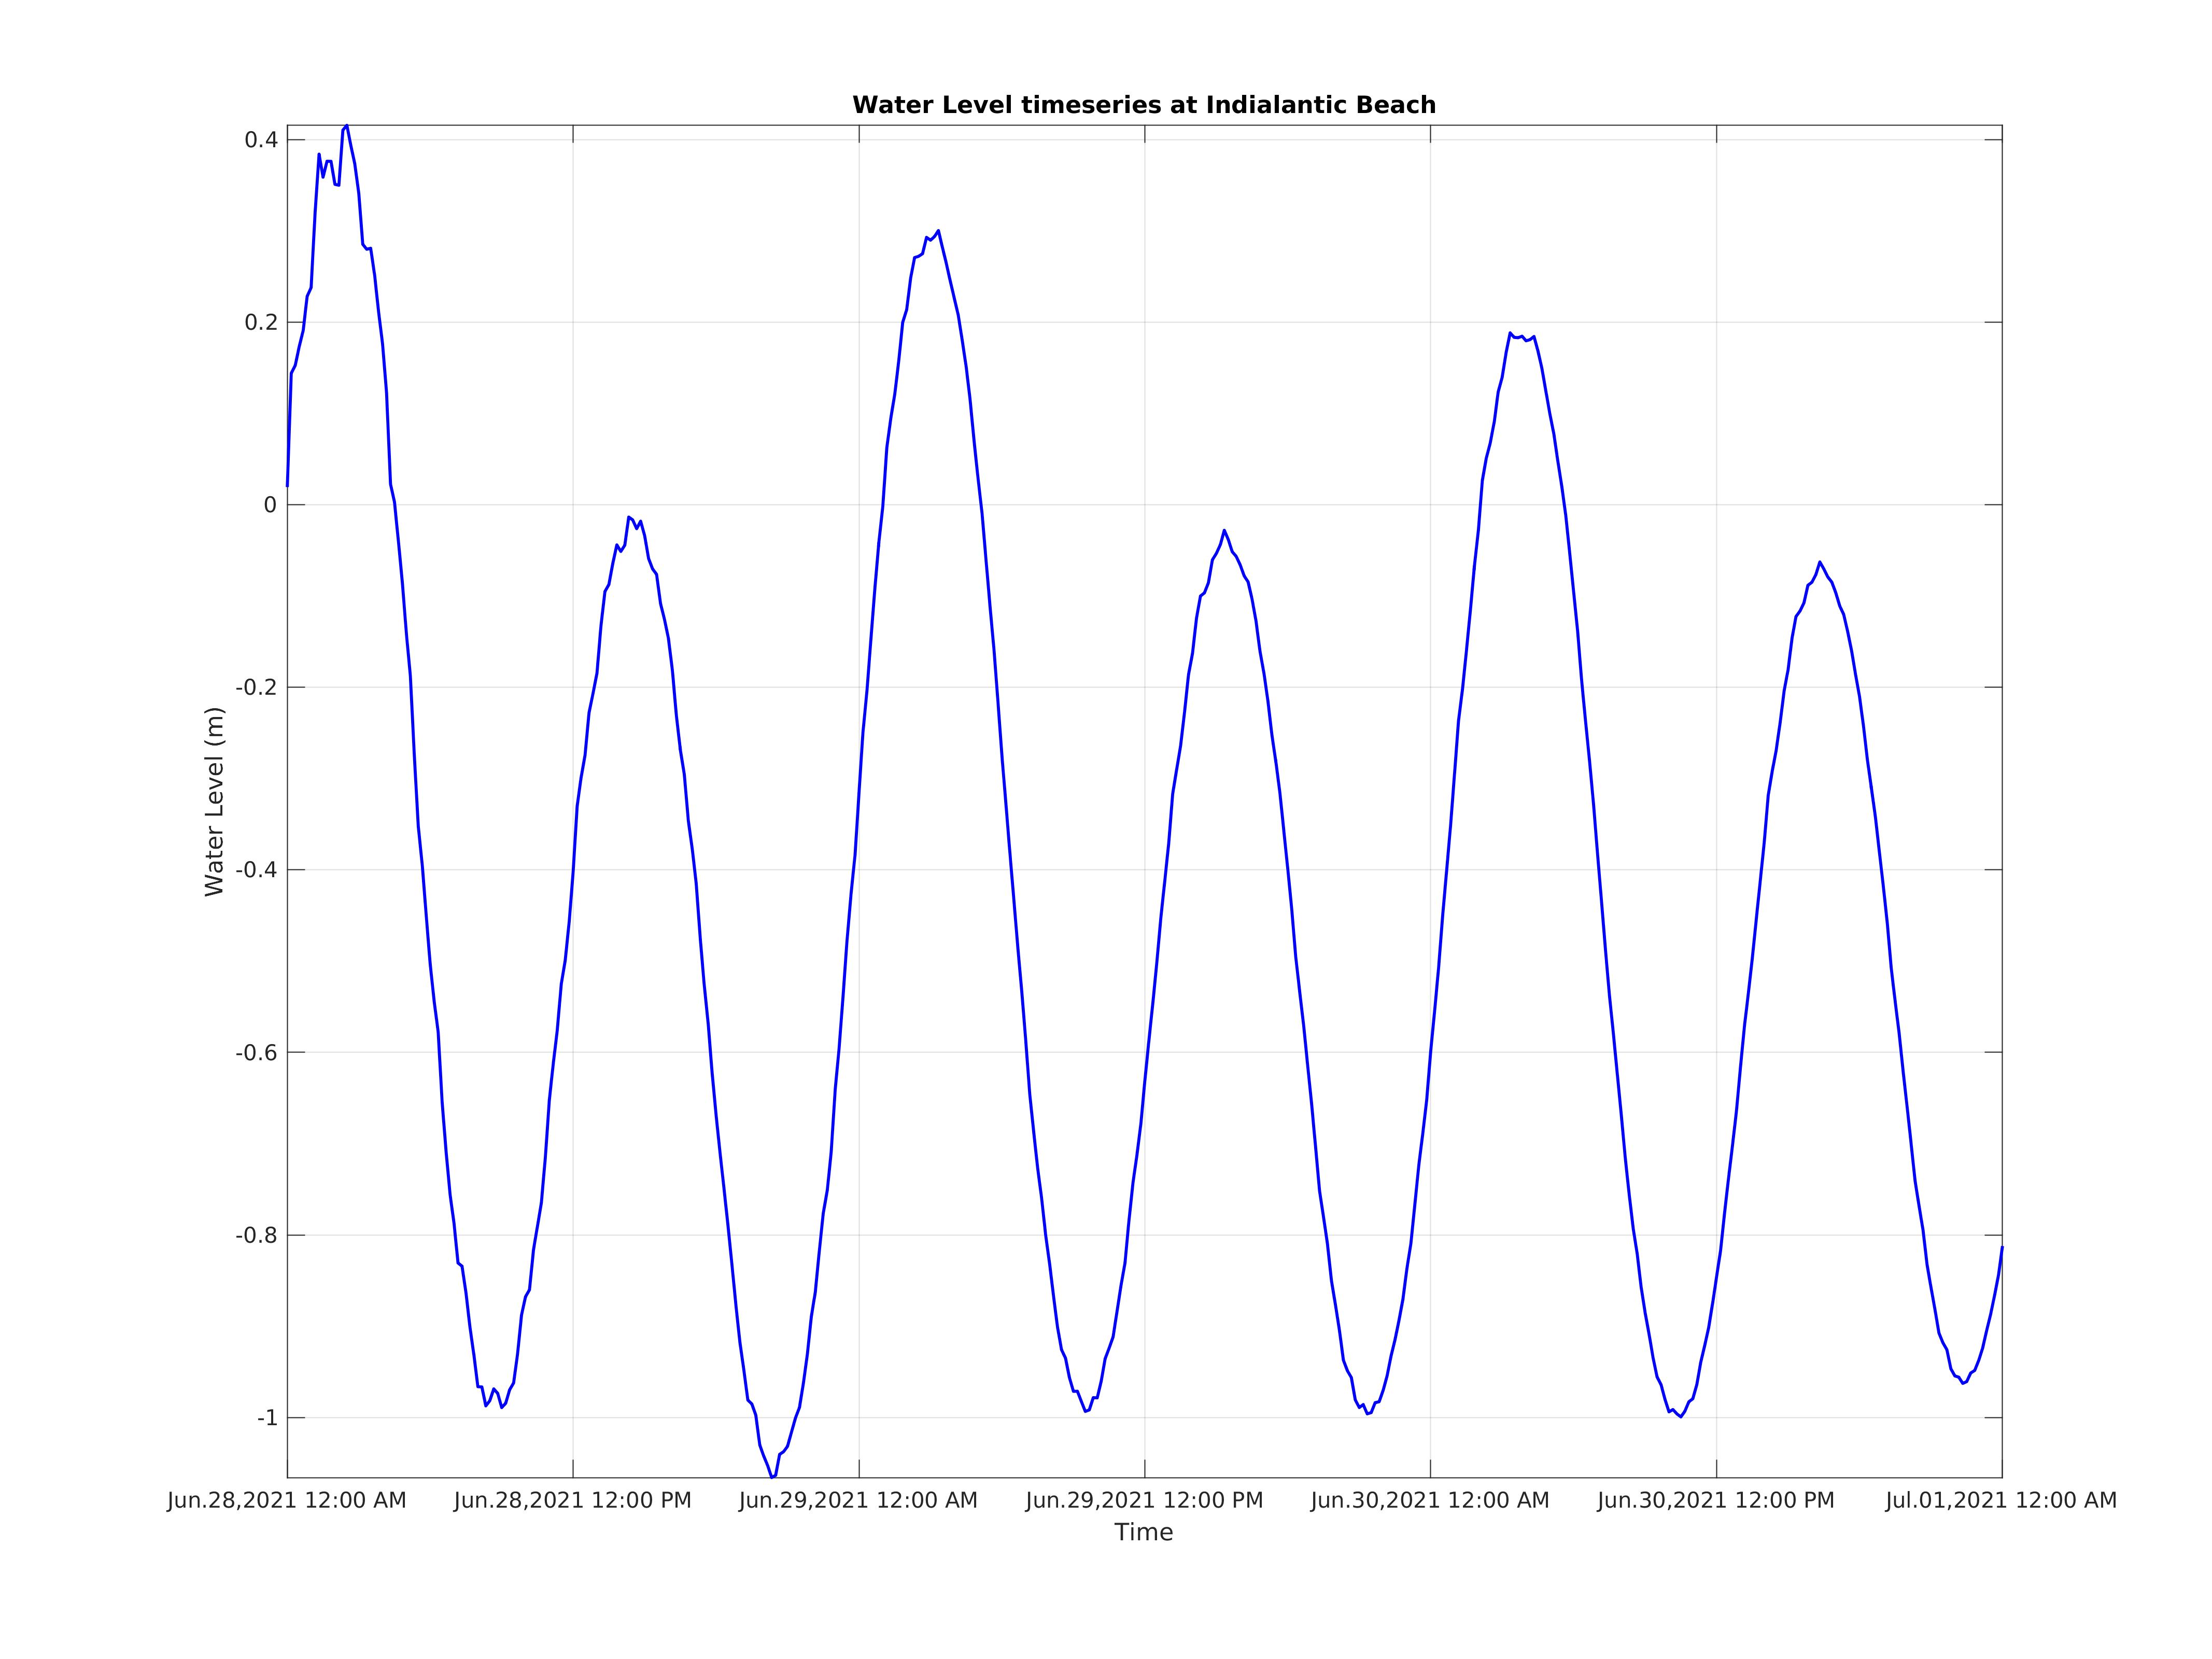 Water Level timeseries at Indialantic Beach
0.4
0.2
0
-0.2
-0.4
-0.6
-0.8
-1
Water Level (m)
Jun.28,2021 12:00 AM
Jun.28,2021 12:00 PM
Jun.29,2021 12:00 AM
Jun.29,2021 12:00 PM
Jun.30,2021 12:00 AM
Jun.30,2021 12:00 PM
Jul.01,2021 12:00 AM
Time